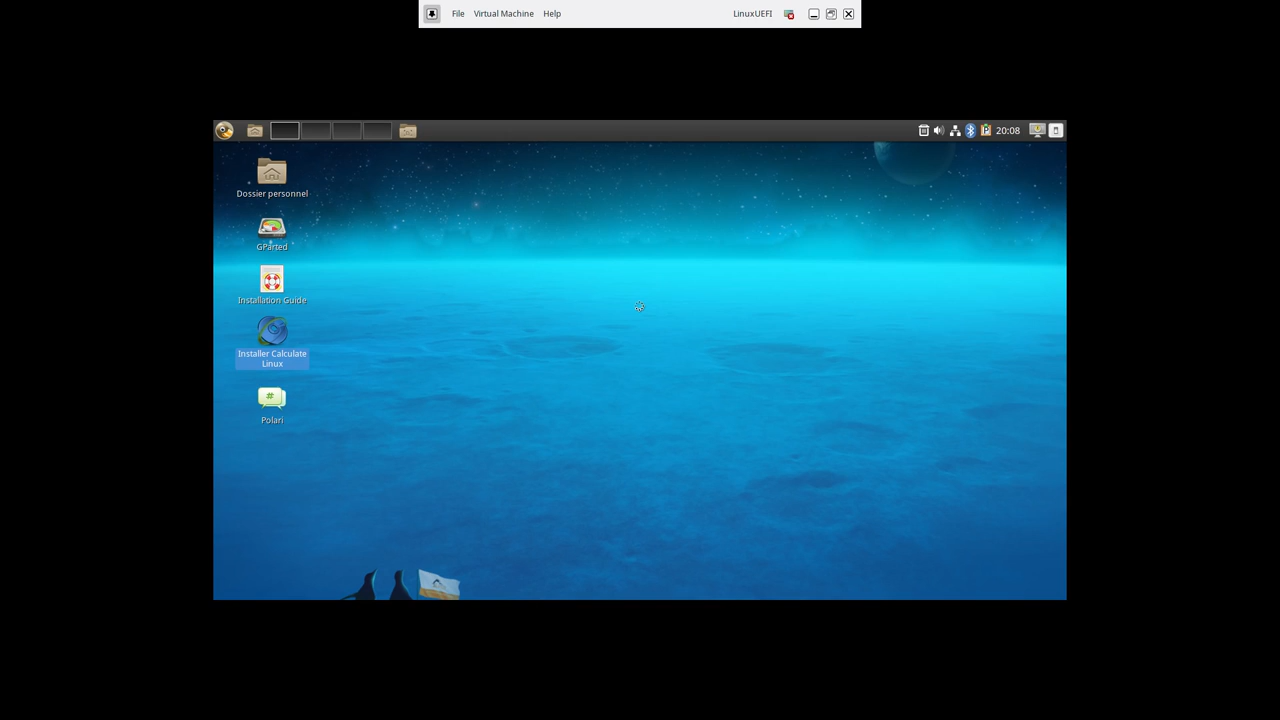 File Virtual Machine Help LinuxUEFI
20:08
Dossier personnel
GParted
Installation Guide
Installer Calculate
Linux
#
Polari